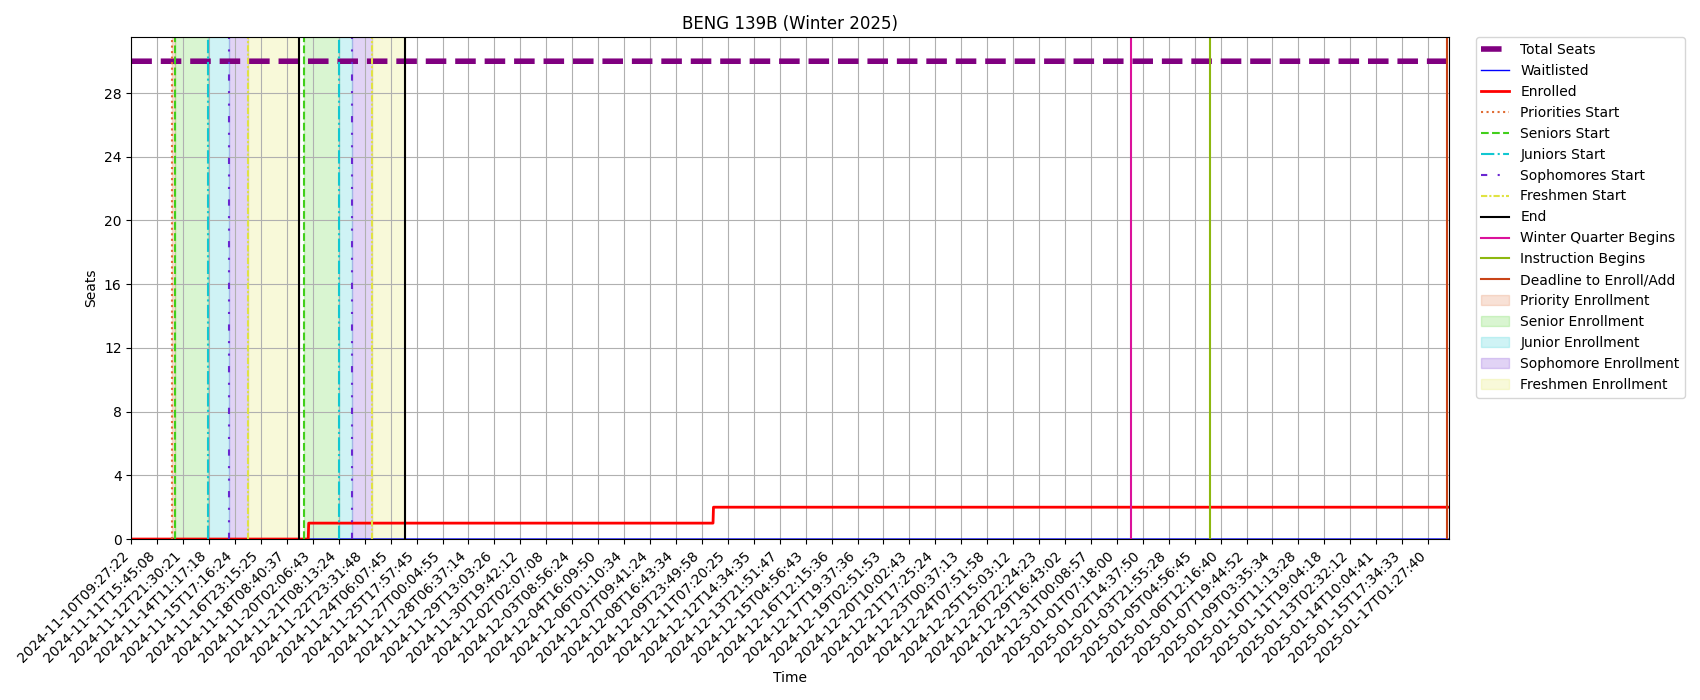 BENG 139B (Winter 2025)
Seats
28
24
20
16
12
8
4
0
2024-11-10T09:27:22
2024-11-11T15:45:08
2024-11-12T21:30:21
2024-11-14T11:17:18
2024-11-15T17:16:24
2024-11-16T23:15:23
2024-11-18T08:40:37
2024-11-20T02:06:43
2024-11-21T08:13:24
2024-11-22T23:31:48
2024-11-24T06:07:45
2024-11-25T17:57:45
2024-11-27T00:04:55
2024-11-28T06:37:14
2024-11-29T13:03:26
2024-11-30T19:42:12
2024-12-02T02:07:08
2024-12-03T08:56:24
2024-12-04T16:09:50
2024-12-06T01:10:34
2024-12-07T09:41:24
2024-12-08T16:43:34
2024-12-09T23:49:58
2024-12-11T07:20:25
2024-12-12T14:34:35
2024-12-13T21:51:47
2024-12-15T04:56:43
2024-12-16T12:15:36
2024-12-17T19:37:36
2024-12-19T02:51:53
2024-12-20T10:02:43
2024-12-21T17:25:24
2024-12-23T00:37:13
2024-12-24T07:51:58
2024-12-25T15:03:12
2024-12-26T22:24:23
2024-12-29T16:43:02
2024-12-31T00:08:57
2025-01-01T07:18:00
2025-01-02T14:37:50
2025-01-03T21:55:28
2025-01-05T04:56:45
2025-01-06T12:16:40
2025-01-07T19:44:52
2025-01-09T03:35:34
2025-01-10T11:13:28
2025-01-11T19:04:18
2025-01-13T02:32:12
2025-01-14T10:04:41
2025-01-15T17:34:33
2025-01-17T01:27:40
Time
Total Seats
Waitlisted
Enrolled
Priorities Start
Seniors Start
Juniors Start
Sophomores Start
Freshmen Start
End
Winter Quarter Begins
Instruction Begins
Deadline to Enroll/Add
Priority Enrollment
Senior Enrollment
Junior Enrollment
Sophomore Enrollment
Freshmen Enrollment